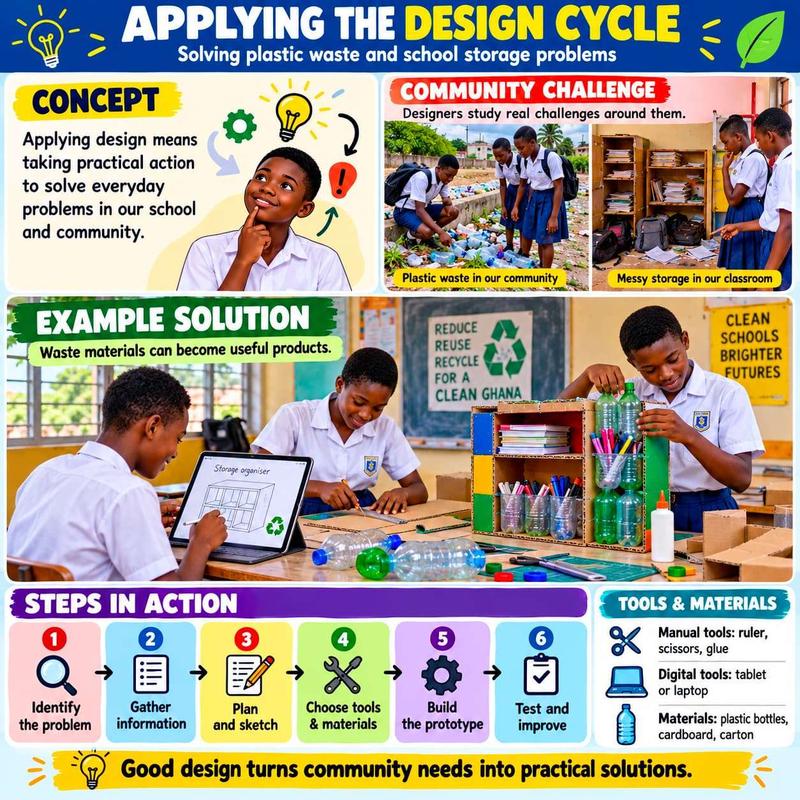 APPLYING THE DESIGN CYCLE
Solving plastic waste and school storage problems
CONCEPT
Applying design means
taking practical action
to solve everyday
problems in our school
and community.
COMMUNITY CHALLENGE
Designers study real challenges around them.
Plastic waste in our community
Messy storage in our classroom
EXAMPLE SOLUTION
Waste materials can become useful products.
REDUCE
REUSE
RECYCLE
FOR A
CLEAN GHANA
CLEAN
SCHOOLS
BRIGHTER
FUTURES
Storage organiser
STEPS IN ACTION
1
Identify
the problem
2
Gather
information
3
Plan
and sketch
4
Choose tools
& materials
5
Build
the prototype
6
Test and
improve
TOOLS & MATERIALS
Manual tools: ruler,
scissors, glue
Digital tools: tablet
or laptop
Materials: plastic bottles,
cardboard, carton
Good design turns community needs into practical solutions.